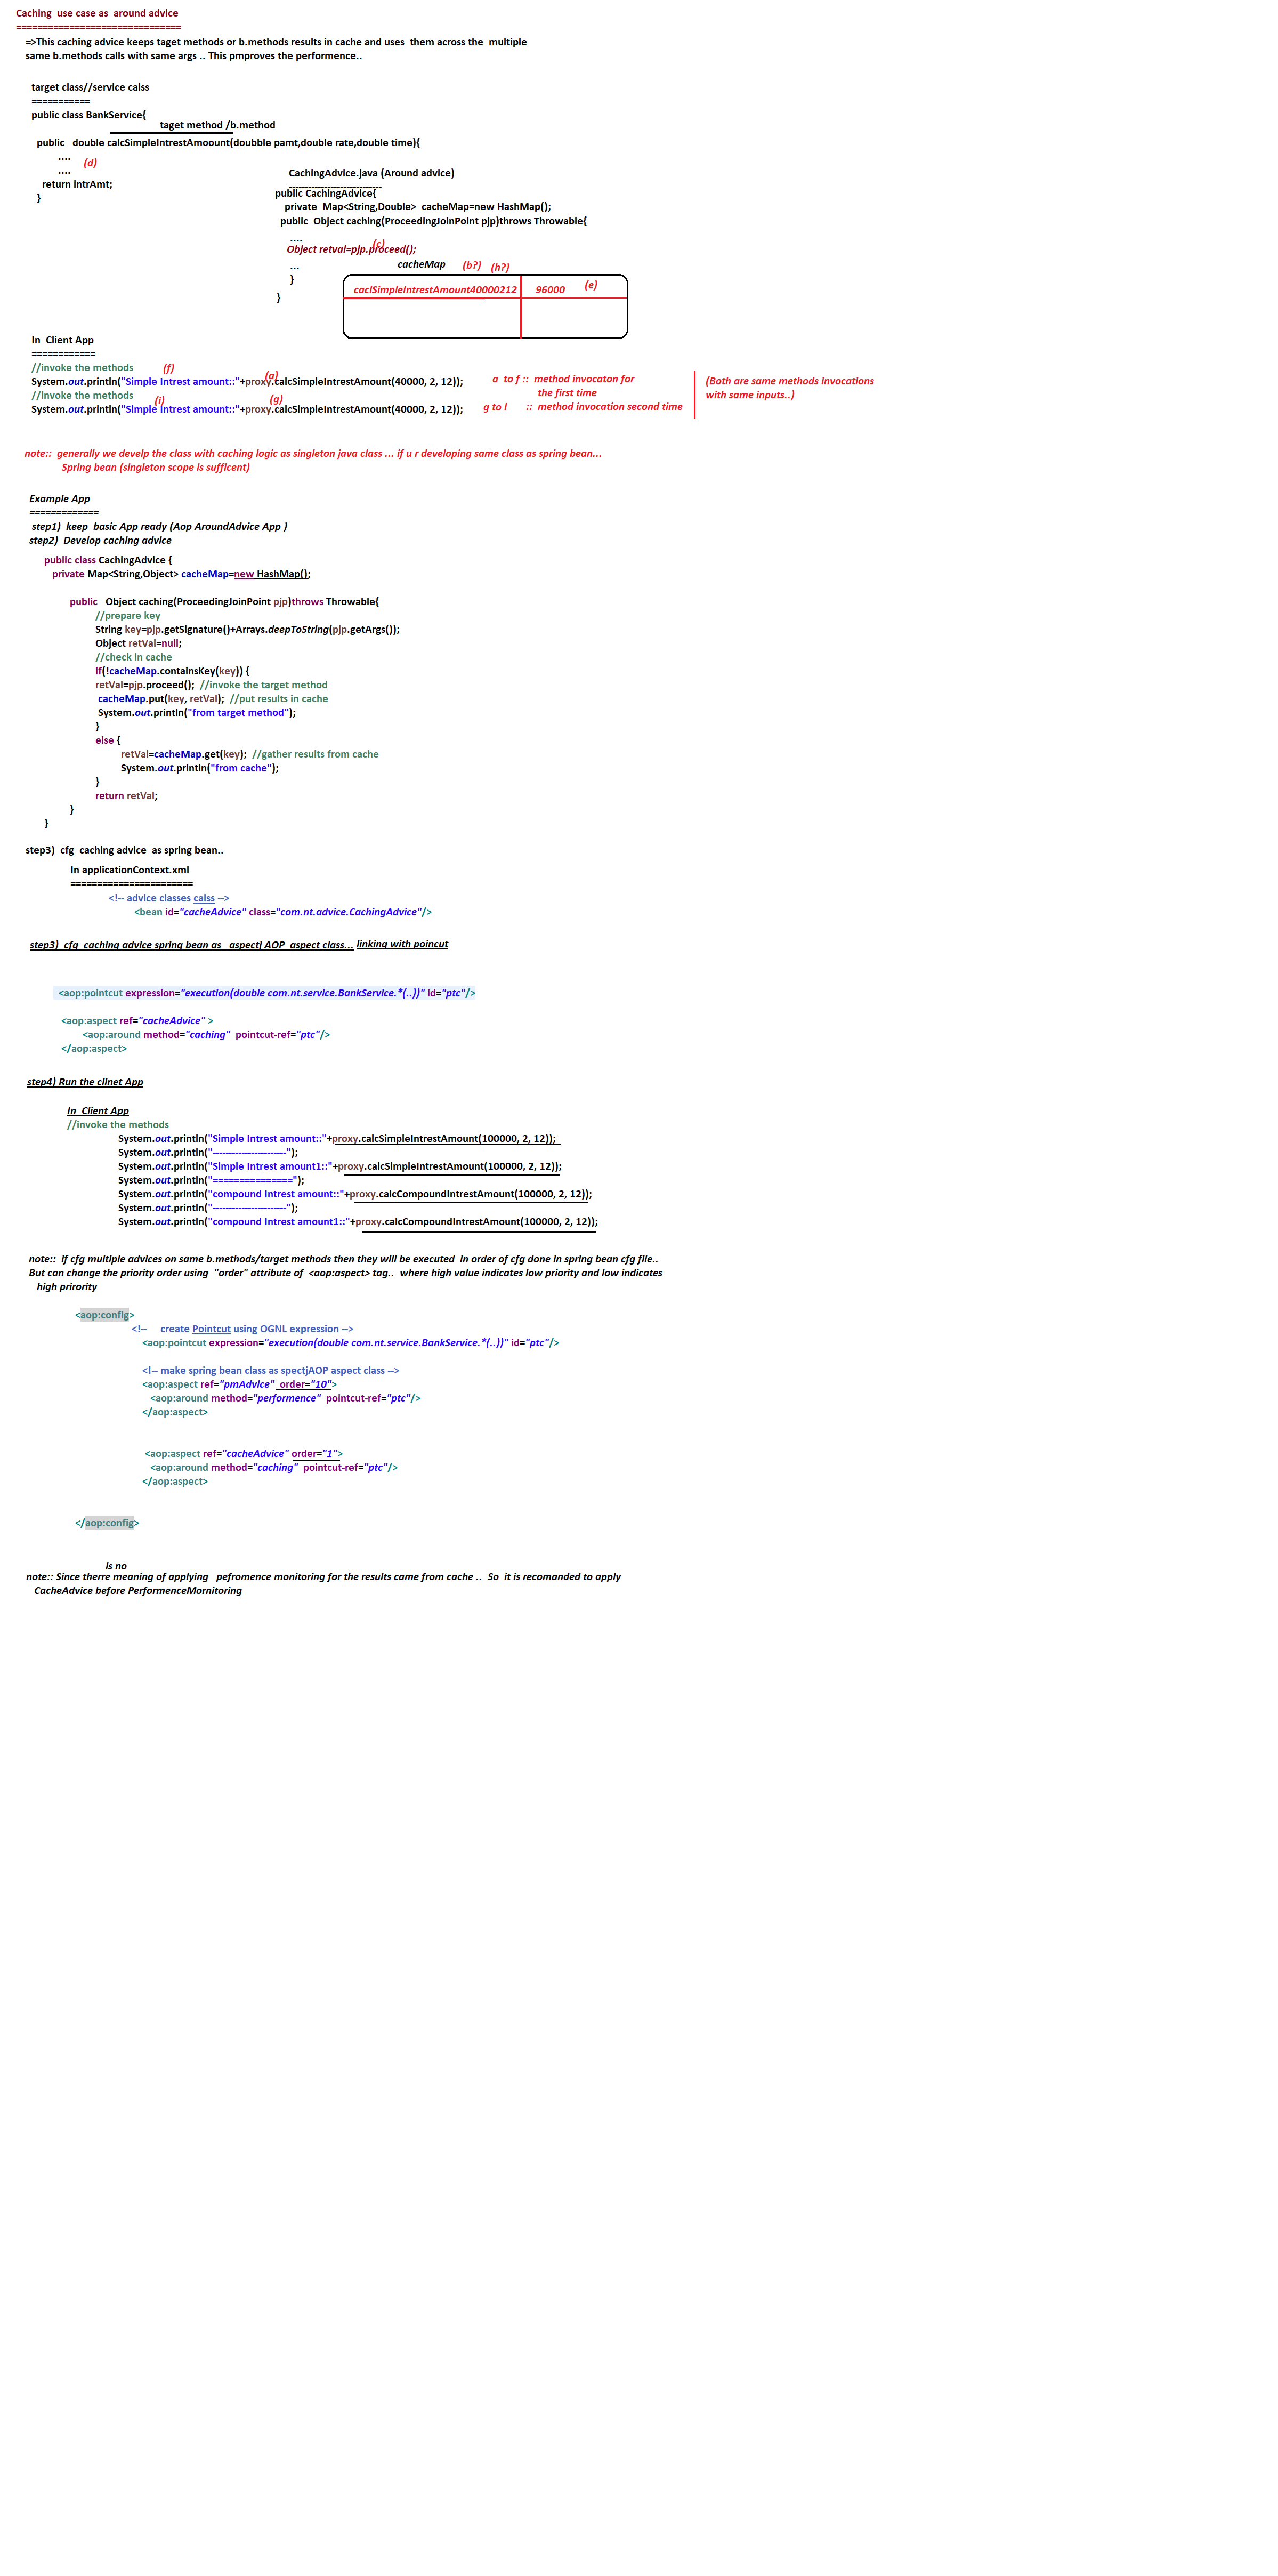 Caching  use case as  around advice
===============================
=>This caching advice keeps taget methods or b.methods results in cache and uses  them across the  multiple
same b.methods calls with same args .. This pmproves the performence..
target class//service calss
===========
public class BankService{
taget method /b.method
public   double calcSimpleIntrestAmoount(doubble pamt,double rate,double time){
....
(d)
....
return intrAmt;
}
CachingAdvice.java (Around advice)
-----------------------------
public CachingAdvice{
private  Map<String,Double>  cacheMap=new HashMap();
public  Object caching(ProceedingJoinPoint pjp)throws Throwable{
....
(c)
Object retval=pjp.proceed();
...
cacheMap (b?) (h?)
}
caclSimpleIntrestAmount40000212 96000 (e)
}
In  Client App
============
//invoke the methods (f)
(a)
System.out.println("Simple Intrest amount::"+proxy.calcSimpleIntrestAmount(40000, 2, 12));
//invoke the methods
(i) (g)
System.out.println("Simple Intrest amount::"+proxy.calcSimpleIntrestAmount(40000, 2, 12));
a  to f ::  method invocaton for
the first time
g to i      ::  method invocation second time
(Both are same methods invocations
with same inputs..)
note::  generally we develp the class with caching logic as singleton java class ... if u r developing same class as spring bean...
Spring bean (singleton scope is sufficent)
Example App
=============
step1)  keep  basic App ready (Aop AroundAdvice App )
step2)  Develop caching advice
public class CachingAdvice {
private Map<String,Object> cacheMap=new HashMap();
public   Object caching(ProceedingJoinPoint pjp)throws Throwable{
//prepare key
String key=pjp.getSignature()+Arrays.deepToString(pjp.getArgs());
Object retVal=null;
//check in cache
if(!cacheMap.containsKey(key)) {
retVal=pjp.proceed();  //invoke the target method
cacheMap.put(key, retVal);  //put results in cache
System.out.println("from target method");
}
else {
retVal=cacheMap.get(key);  //gather results from cache
System.out.println("from cache");
}
return retVal;
}
}
step3)  cfg  caching advice  as spring bean..
In applicationContext.xml
=======================
<!-- advice classes calss -->
<bean id="cacheAdvice" class="com.nt.advice.CachingAdvice"/>
step3)  cfg  caching advice spring bean as   aspectj AOP  aspect class... linking with poincut
<aop:pointcut expression="execution(double com.nt.service.BankService.*(..))" id="ptc"/>
<aop:aspect ref="cacheAdvice" >
<aop:around method="caching"  pointcut-ref="ptc"/>
</aop:aspect>
step4) Run the clinet App
In  Client App
//invoke the methods
System.out.println("Simple Intrest amount::"+proxy.calcSimpleIntrestAmount(100000, 2, 12));
System.out.println("----------------------");
System.out.println("Simple Intrest amount1::"+proxy.calcSimpleIntrestAmount(100000, 2, 12));
System.out.println("===============");
System.out.println("compound Intrest amount::"+proxy.calcCompoundIntrestAmount(100000, 2, 12));
System.out.println("----------------------");
System.out.println("compound Intrest amount1::"+proxy.calcCompoundIntrestAmount(100000, 2, 12));
note::  if cfg multiple advices on same b.methods/target methods then they will be executed  in order of cfg done in spring bean cfg file..
But can change the priority order using  "order" attribute of  <aop:aspect> tag..  where high value indicates low priority and low indicates
high prirority
<aop:config>
<!--     create Pointcut using OGNL expression -->
<aop:pointcut expression="execution(double com.nt.service.BankService.*(..))" id="ptc"/>
<!-- make spring bean class as spectjAOP aspect class -->
<aop:aspect ref="pmAdvice"  order="10">
<aop:around method="performence"  pointcut-ref="ptc"/>
</aop:aspect>
<aop:aspect ref="cacheAdvice" order="1">
<aop:around method="caching"  pointcut-ref="ptc"/>
</aop:aspect>
</aop:config>
is no
note:: Since therre meaning of applying   pefromence monitoring for the results came from cache ..  So  it is recomanded to apply
CacheAdvice before PerformenceMornitoring